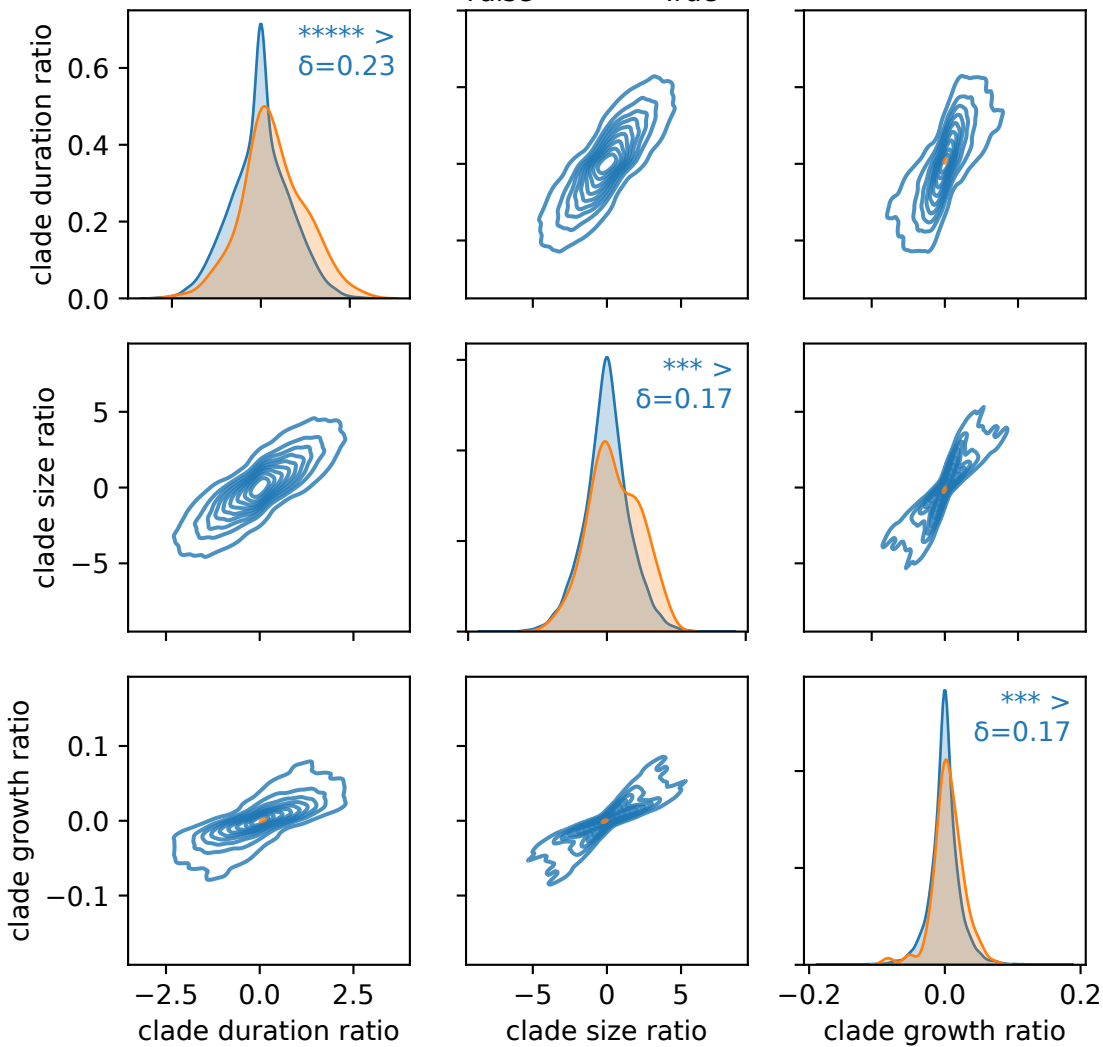 ***** >
δ=0.23
clade duration ratio
0.6
0.4
0.2
0.0
*** >
δ=0.17
clade size ratio
5
0
−5
*** >
δ=0.17
clade growth ratio
0.1
0.0
−0.1
−2.5 0.0 2.5 −5 0 5 −0.2 0.0 0.2
clade duration ratio clade size ratio clade growth ratio